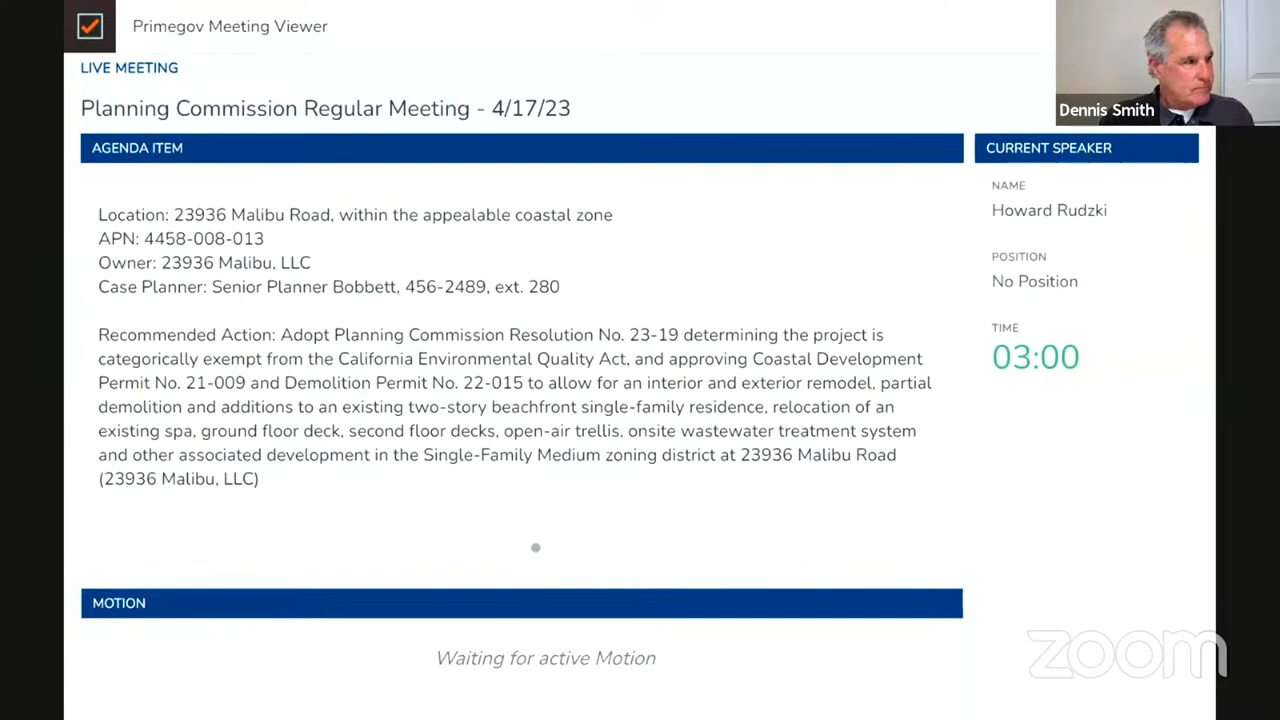 Primegov Meeting Viewer
LIVE MEETING
Planning Commission Regular Meeting - 4/17/23
Dennis Smith
AGENDA ITEM
CURRENT SPEAKER
Location: 23936 Malibu Road, within the appealable coastal zone
APN: 4458-008-013
Owner: 23936 Malibu, LLC
Case Planner: Senior Planner Bobbett, 456-2489, ext. 280
Recommended Action: Adopt Planning Commission Resolution No. 23-19 determining the project is
categorically exempt from the California Environmental Quality Act, and approving Coastal Development
Permit No. 21-009 and Demolition Permit No. 22-015 to allow for an interior and exterior remodel, partial
demolition and additions to an existing two-story beachfront single-family residence, relocation of an
existing spa, ground floor deck, second floor decks, open-air trellis, onsite wastewater treatment system
and other associated development in the Single-Family Medium zoning district at 23936 Malibu Road
(23936 Malibu, LLC)
NAME
Howard Rudzki
POSITION
No Position
TIME
03:00
MOTION
Waiting for active Motion
zoom